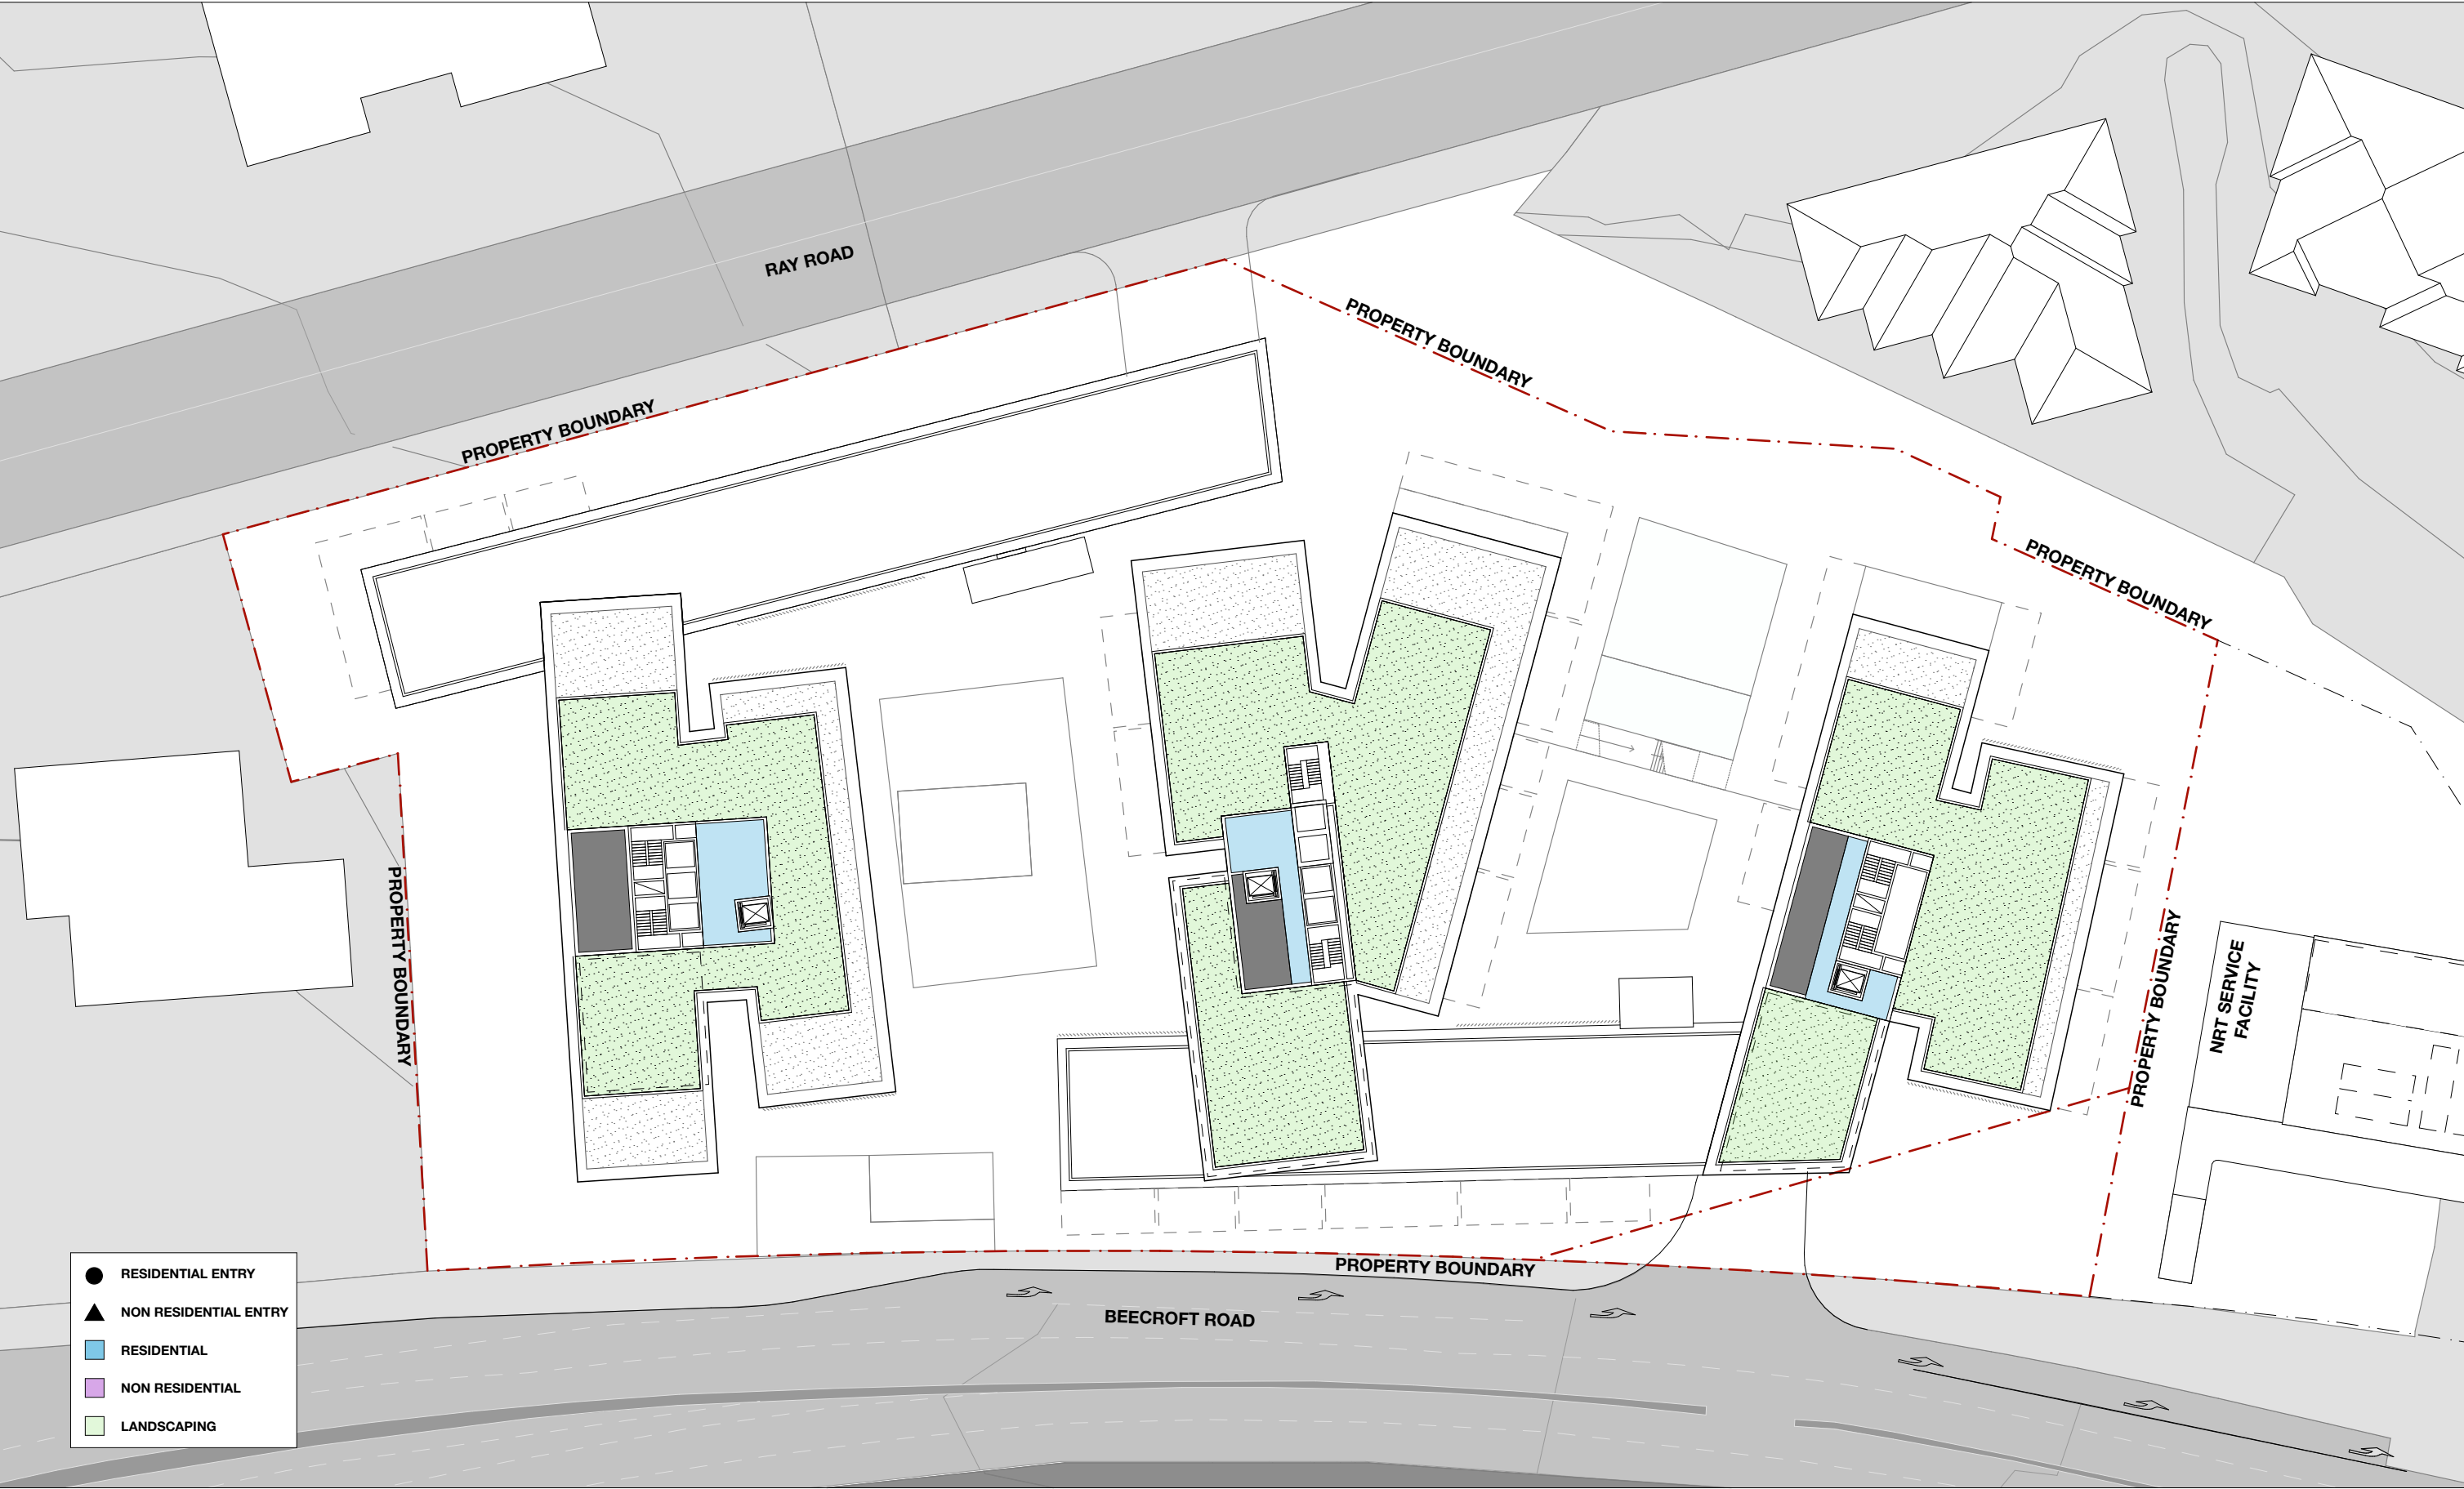 RAY ROAD
PROPERTY BOUNDARY
PROPERTY BOUNDARY
PROPERTY BOUNDARY
PROPERTY BOUNDARY
PROPERTY BOUNDARY
NRT SERVICE
FACILITY
PROPERTY BOUNDARY
BEECROFT ROAD
RESIDENTIAL ENTRY
NON RESIDENTIAL ENTRY
RESIDENTIAL
NON RESIDENTIAL
LANDSCAPING